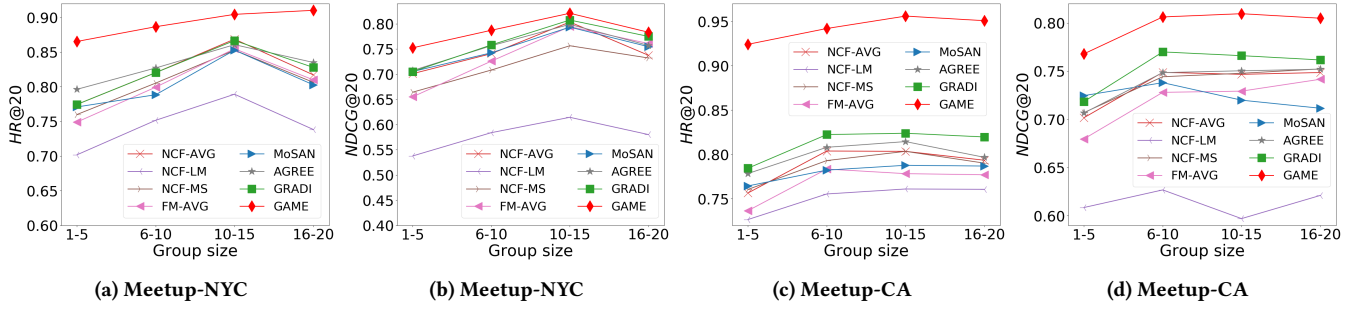 HR@20
0.90
0.85
0.80
0.75
0.70
0.65
0.60
NCF-AVG
NCF-LM
NCF-MS
FM-AVG
MoSAN
AGREE
GRADI
GAME
1-5 6-10 10-15 16-20
Group size
(a) Meetup-NYC
NDCG@20
0.80
0.75
0.70
0.65
0.60
0.55
0.50
0.45
0.40
NCF-AVG
NCF-LM
NCF-MS
FM-AVG
MoSAN
AGREE
GRADI
GAME
1-5 6-10 10-15 16-20
Group size
(b) Meetup-NYC
HR@20
0.95
0.90
0.85
0.80
0.75
NCF-AVG
NCF-LM
NCF-MS
FM-AVG
MoSAN
AGREE
GRADI
GAME
1-5 6-10 10-15 16-20
Group size
(c) Meetup-CA
NDCG@20
0.80
0.75
0.70
0.65
0.60
NCF-AVG
NCF-LM
NCF-MS
FM-AVG
MoSAN
AGREE
GRADI
GAME
1-5 6-10 10-15 16-20
Group size
(d) Meetup-CA